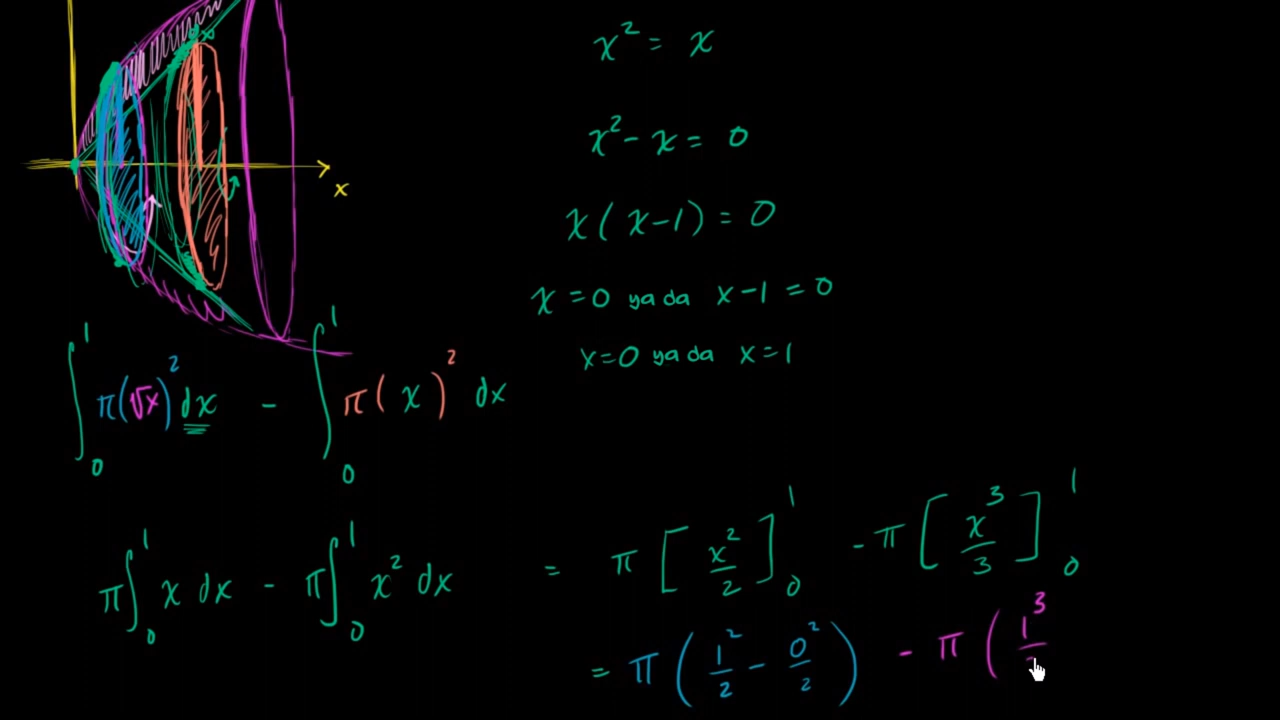 x² = x
x² - x = 0
x(x-1) = 0
x = 0 ya da x-1 = 0
x=0 ya da x=1
x
∫₀¹ π(√x)² dx - ∫₀¹ π(x)² dx
π∫₀¹ x dx - π∫₀¹ x² dx = π[x²/2]₀¹ - π[x³/3]₀¹
= π(1²/2 - 0²/2) - π(1³/